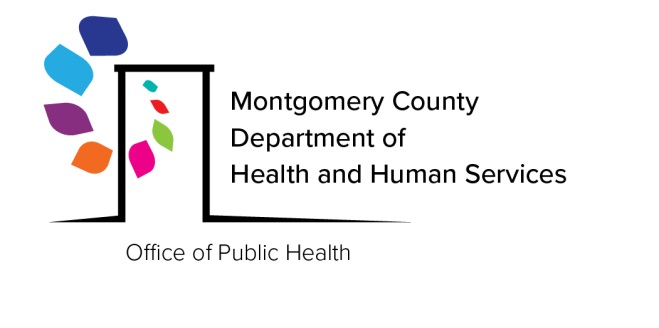 Montgomery County
Department of
Health and Human Services
Office of Public Health